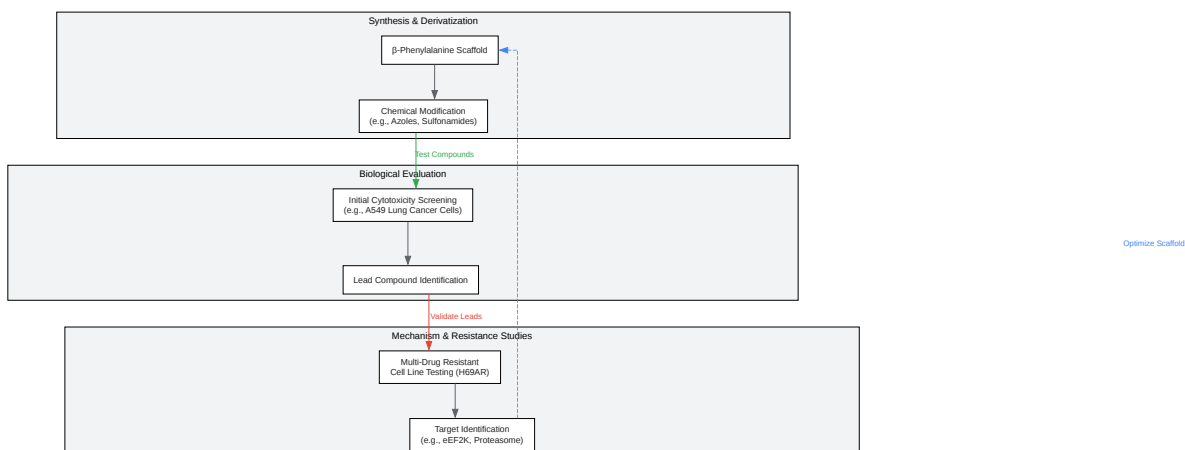 Synthesis & Derivatization
β-Phenylalanine Scaffold
Chemical Modification
(e.g., Azoles, Sulfonamides)
Test Compounds
Biological Evaluation
Initial Cytotoxicity Screening
(e.g., A549 Lung Cancer Cells)
Optimize Scaffold
Lead Compound Identification
Validate Leads
Mechanism & Resistance Studies
Multi-Drug Resistant
Cell Line Testing (H69AR)
Target Identification
(e.g., eEF2K, Proteasome)